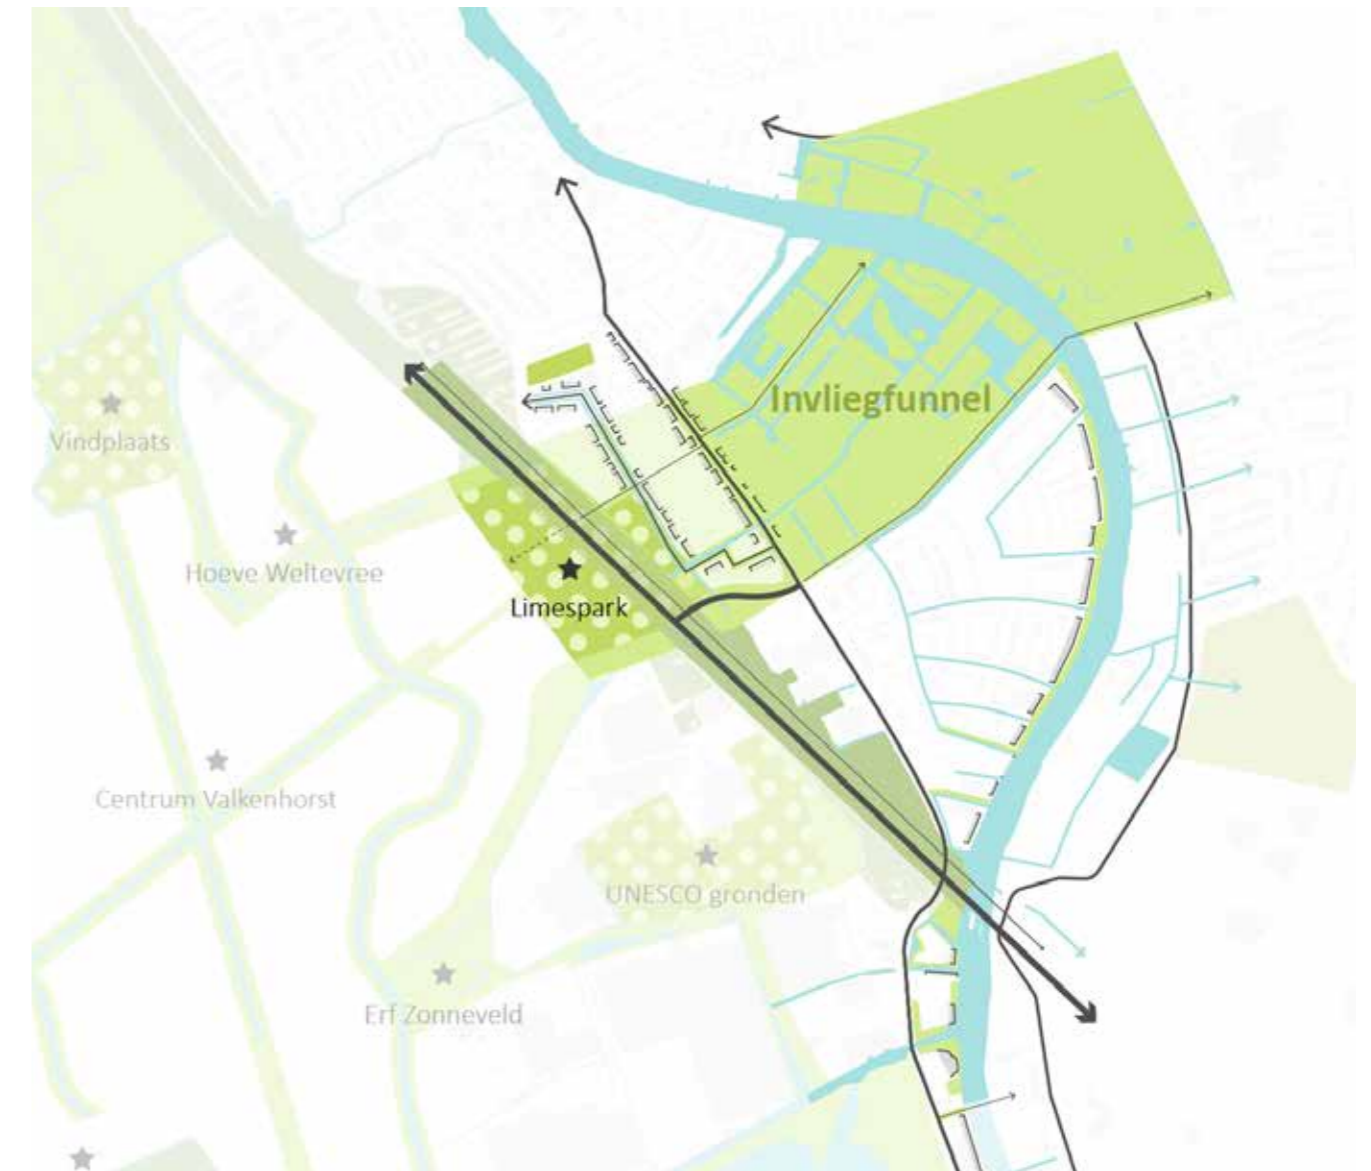 Invliegfunnel
Vindplaats
Hoeve Weltevree
Limespark
Centrum Valkenhorst
UNESCO gronden
Erf Zonneveld